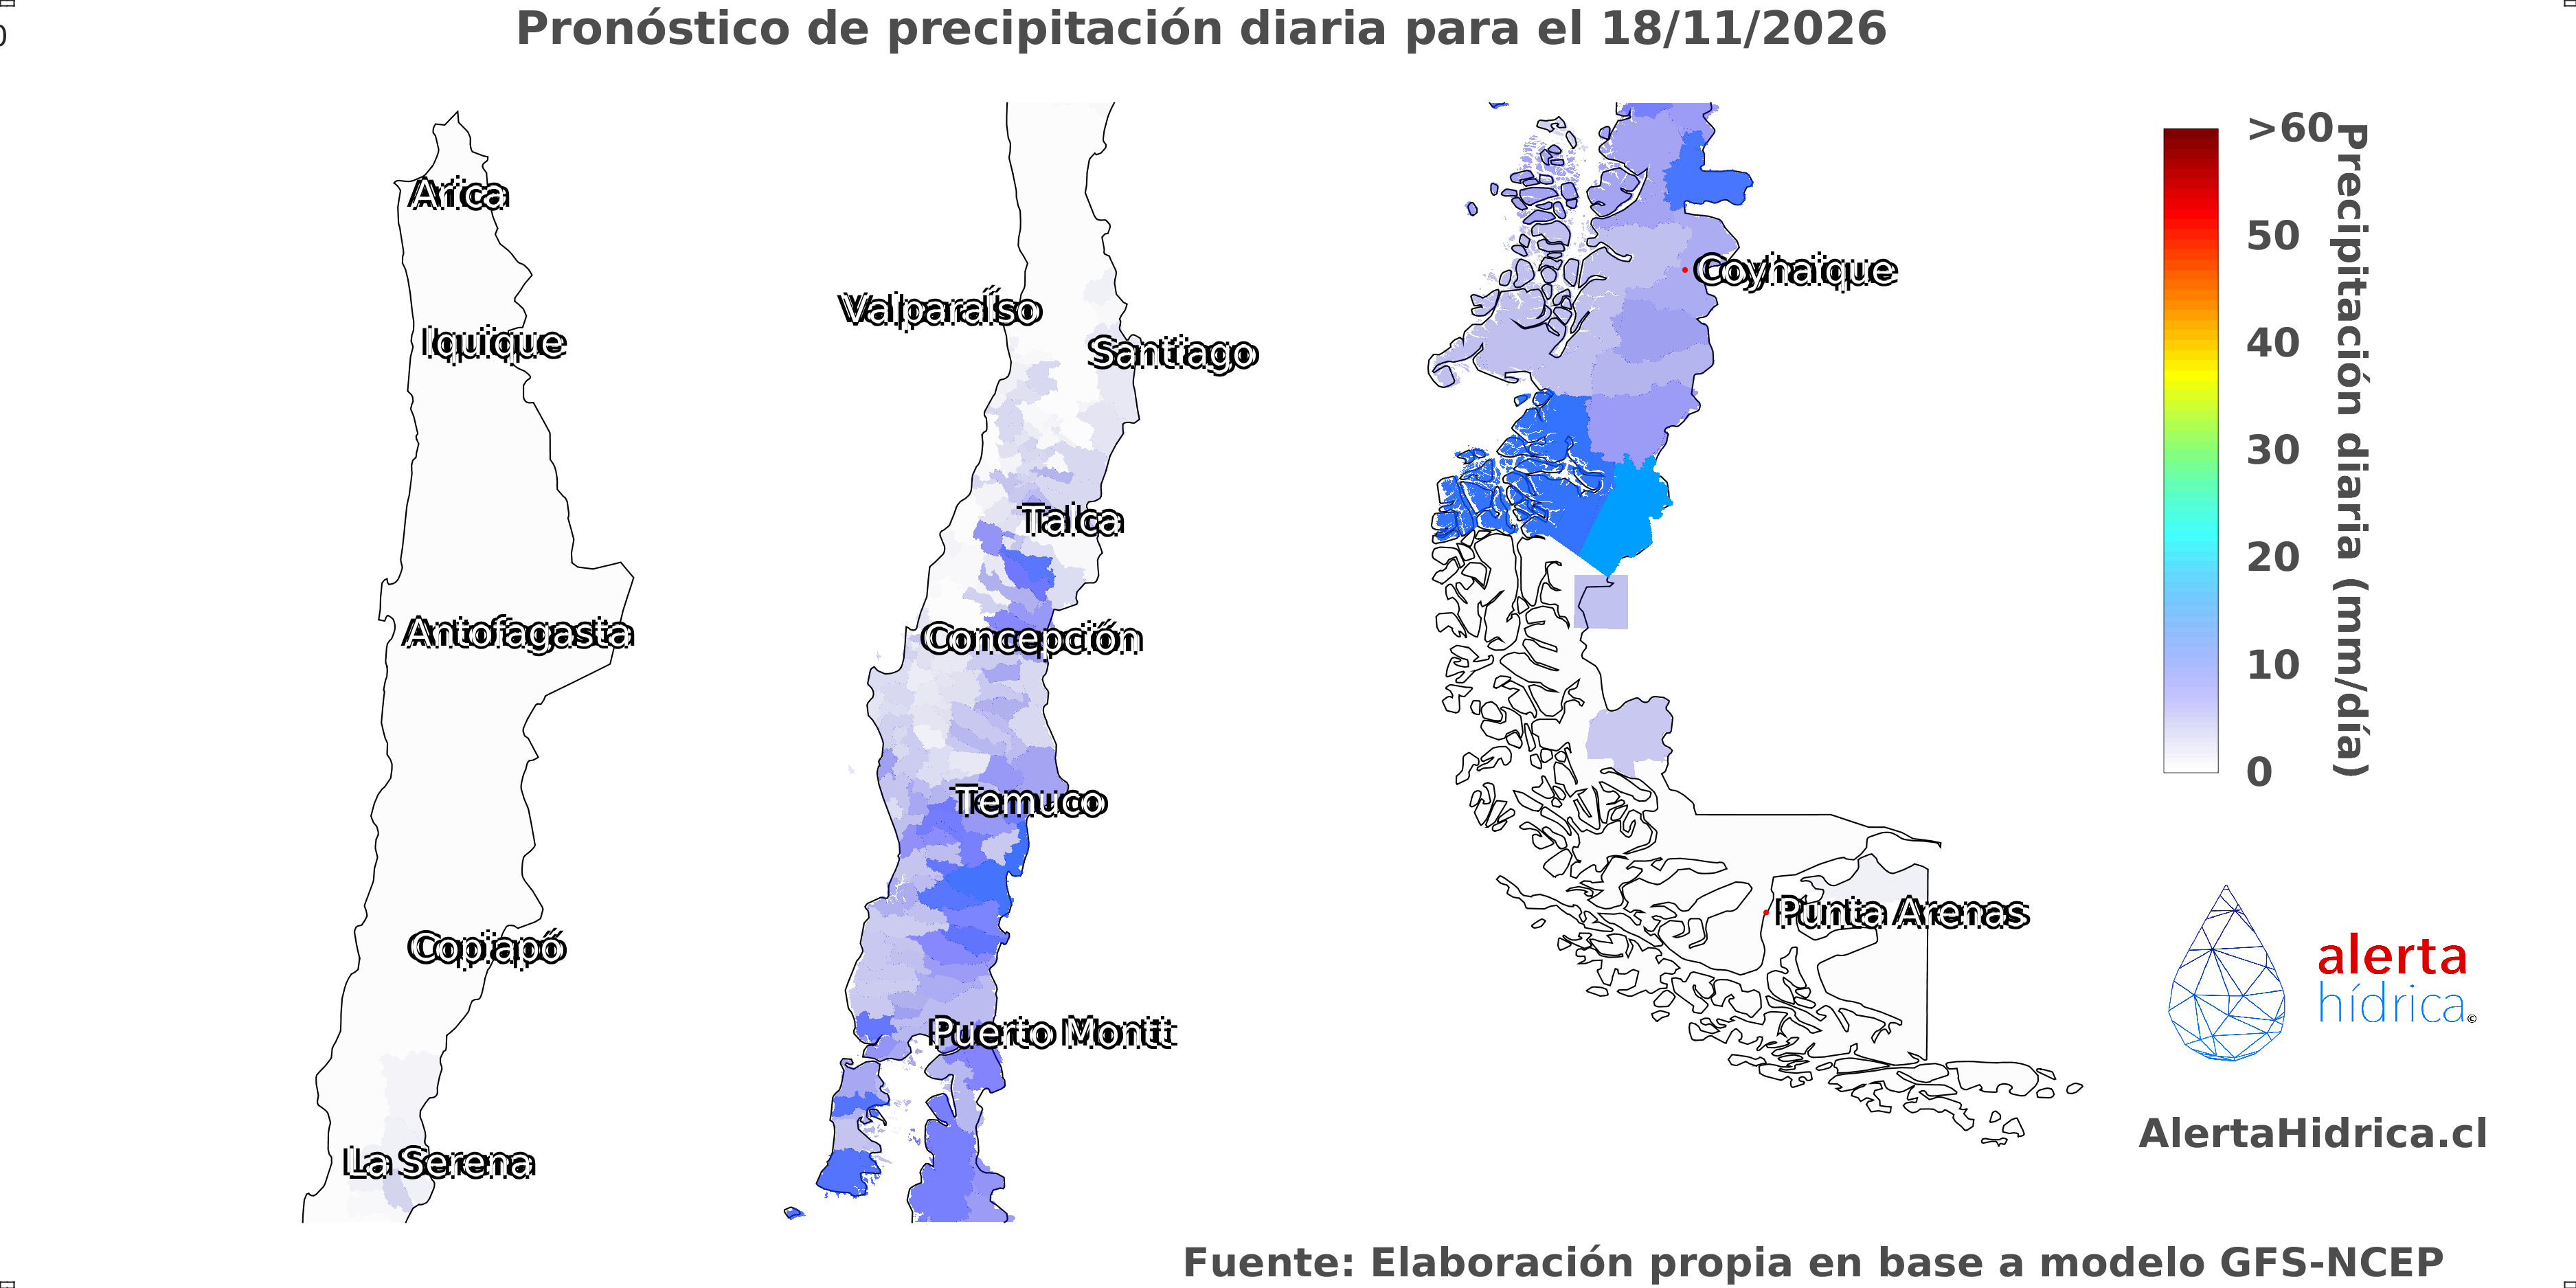 Pronóstico de precipitación diaria para el 18/11/2026
0
Arica
Iquique
Antofagasta
Copiapó
La Serena
Valparaíso
Santiago
Talca
Concepción
Temuco
Puerto Montt
Coyhaique
Punta Arenas
>60
50
40
30
20
10
0
Precipitación diaria (mm/día)
alerta
hídrica©
AlertaHidrica.cl
Fuente: Elaboración propia en base a modelo GFS-NCEP